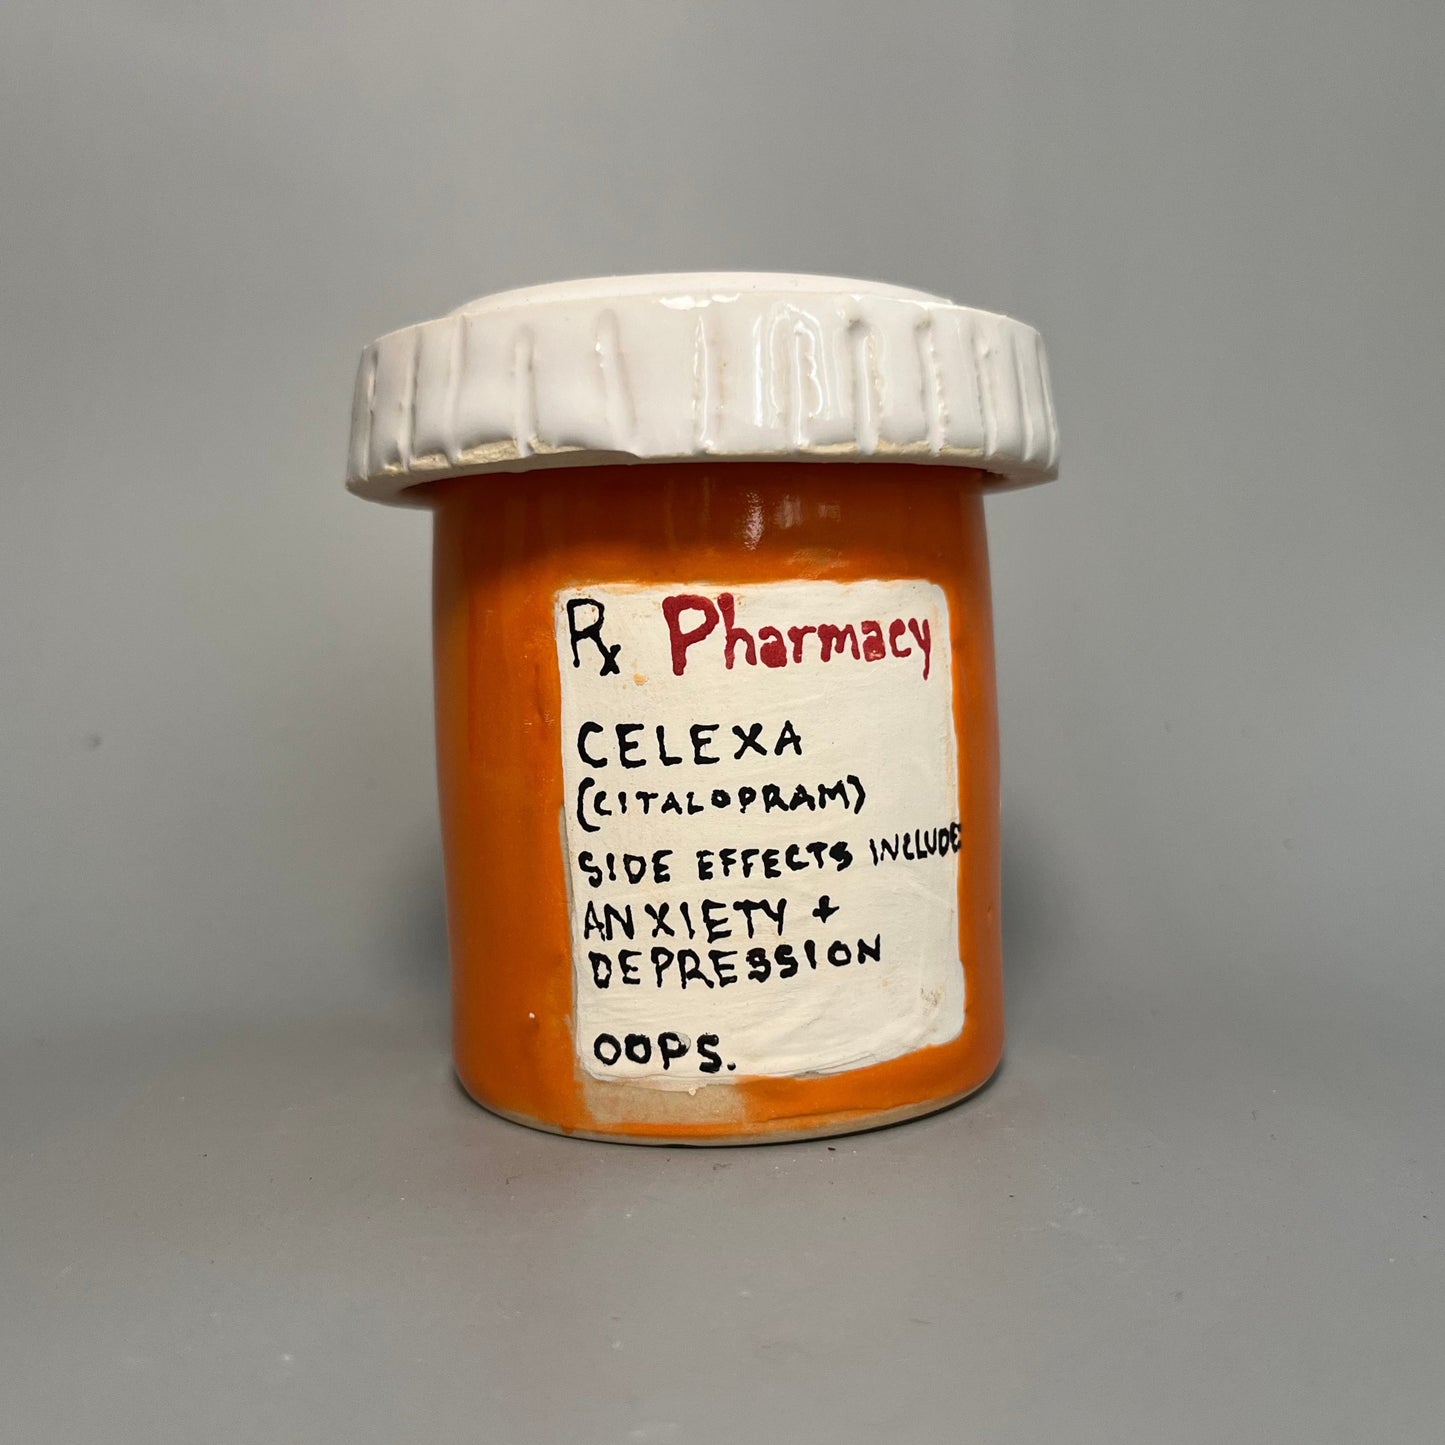 Rx Pharmacy
CELEXA
(CITALOPRAM)
SIDE EFFECTS INCLUDE:
ANXIETY +
DEPRESSION
OOPS.